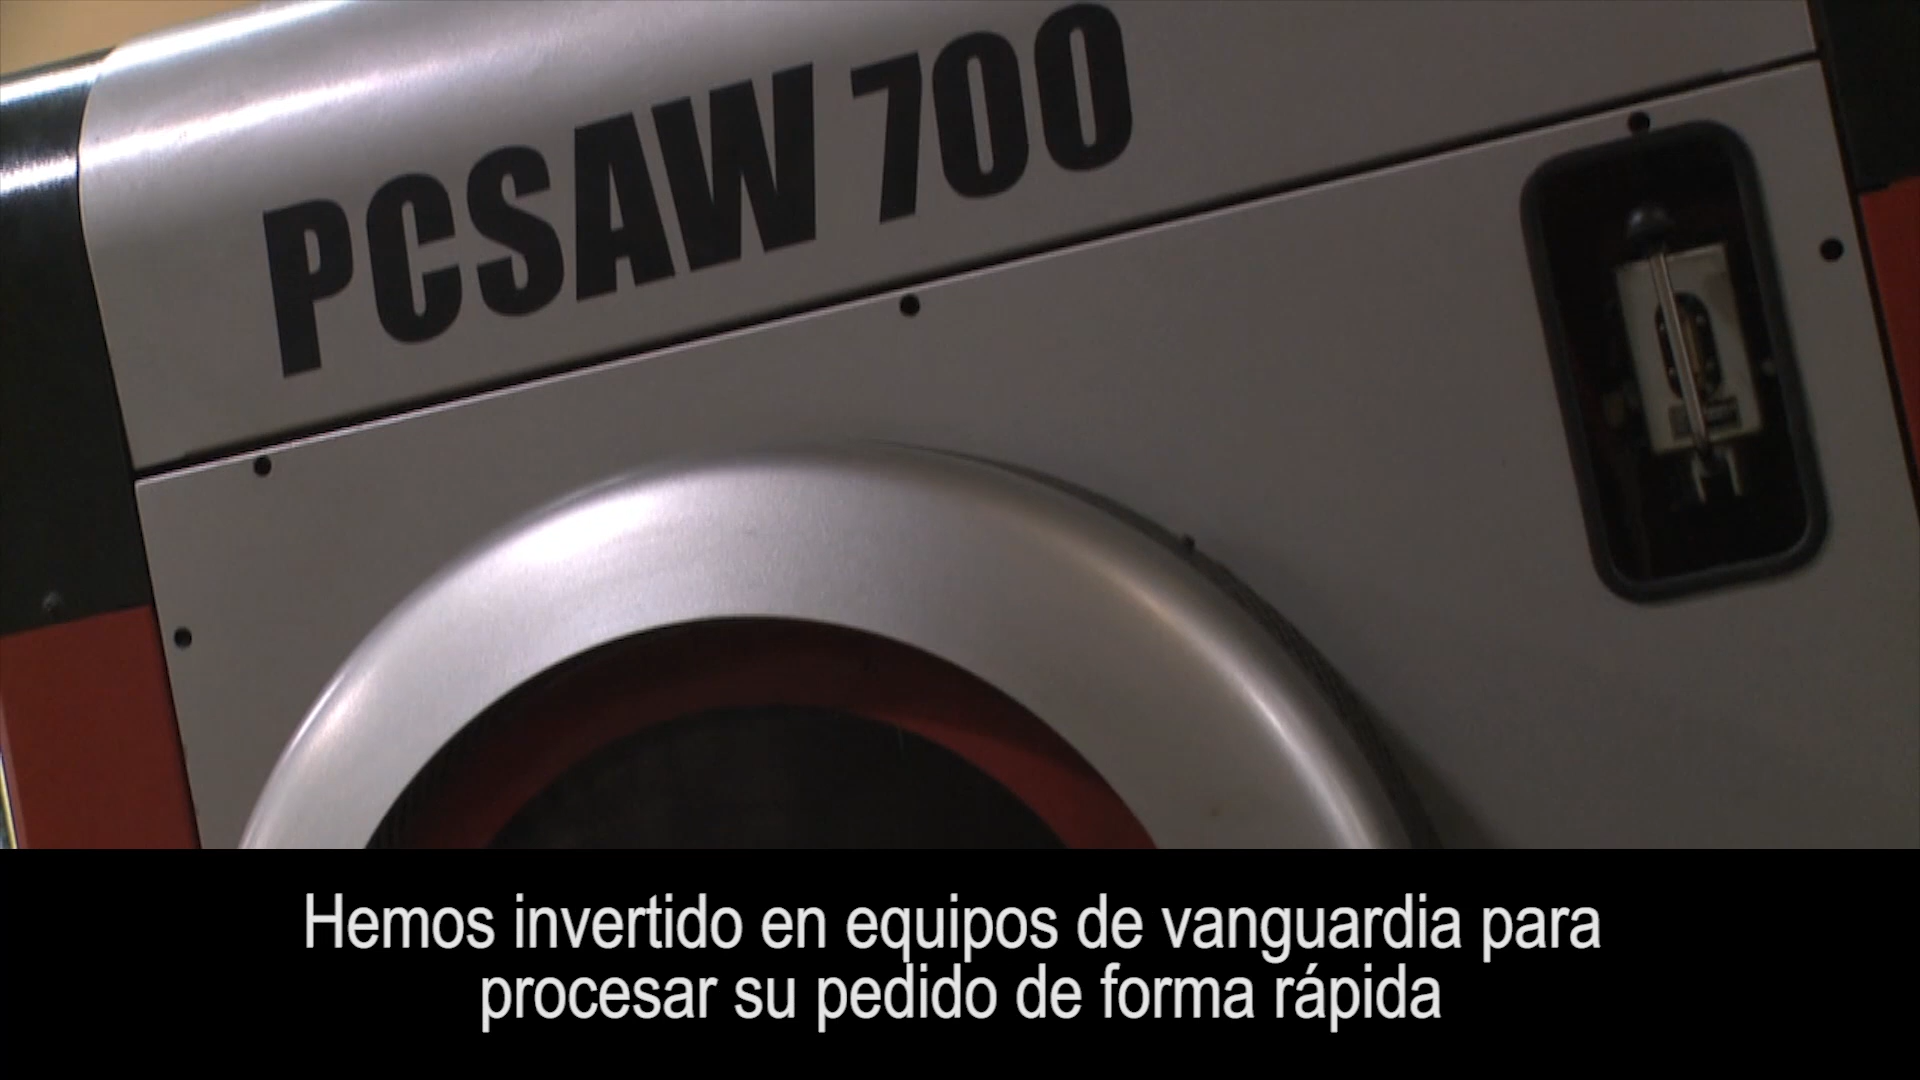 PCSAW 700
Hemos invertido en equipos de vanguardia para
procesar su pedido de forma rápida